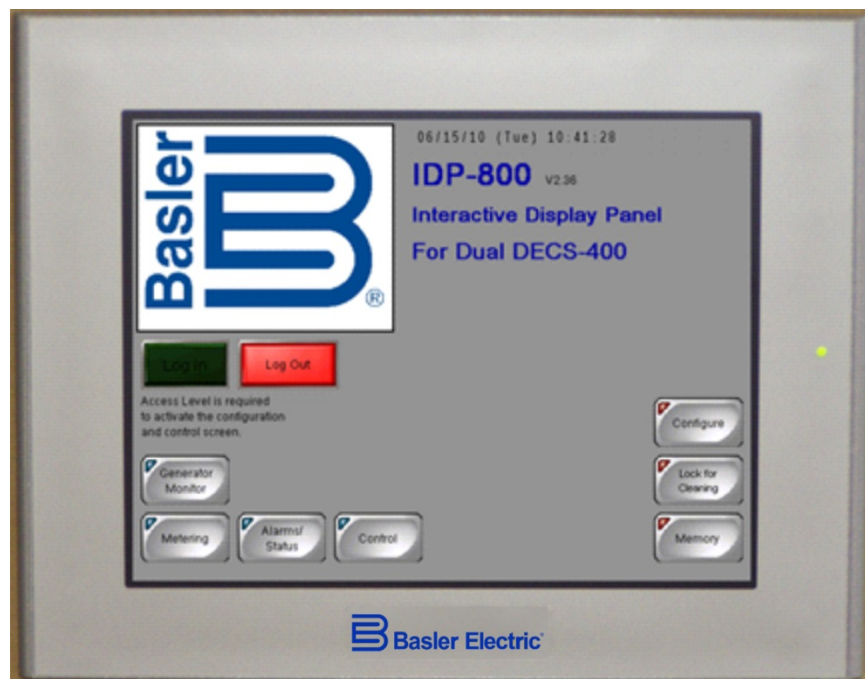 Basler
®
06/15/10 (Tue) 10:41:28
IDP-800 V2.36
Interactive Display Panel
For Dual DECS-400
Log In
Log Out
Access Level is required
to activate the configuration
and control screen.
Configure
Generator
Monitor
Lock for
Cleaning
Metering
Alarms/
Status
Control
Memory
Basler Electric